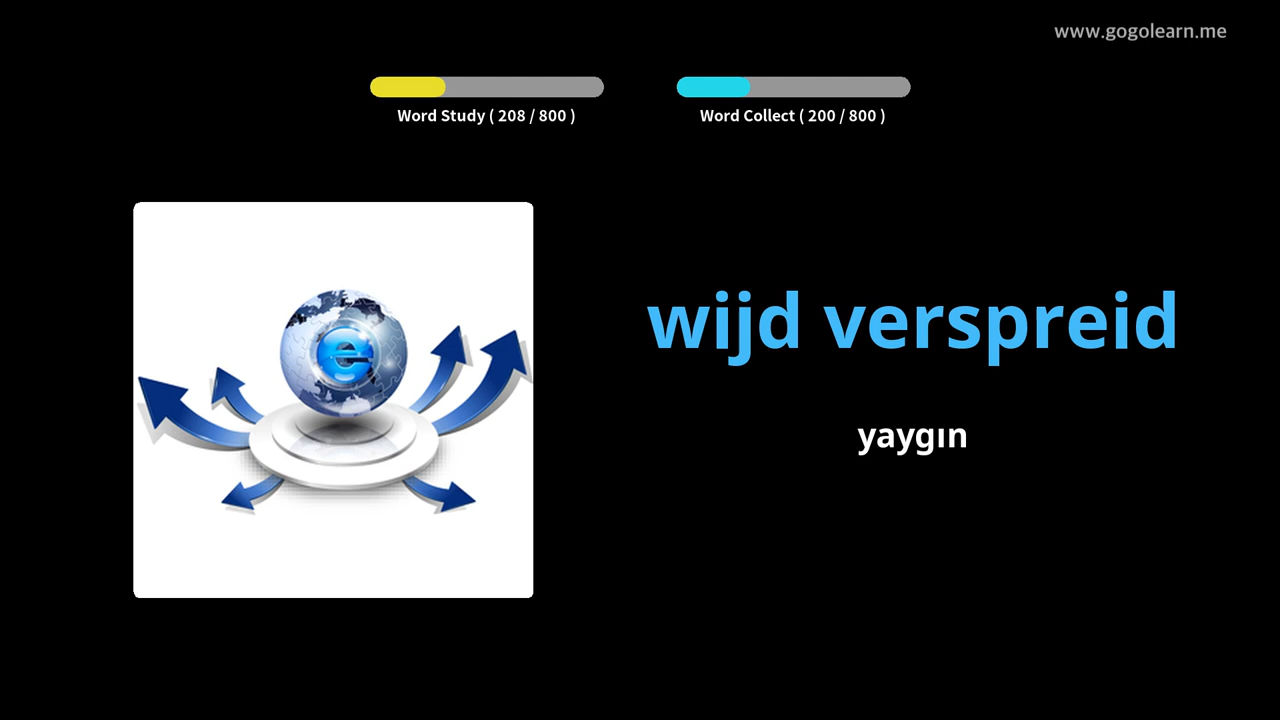 www.gogolearn.me
Word Study ( 208 / 800 )
Word Collect ( 200 / 800 )
e
wijd verspreid
yaygın